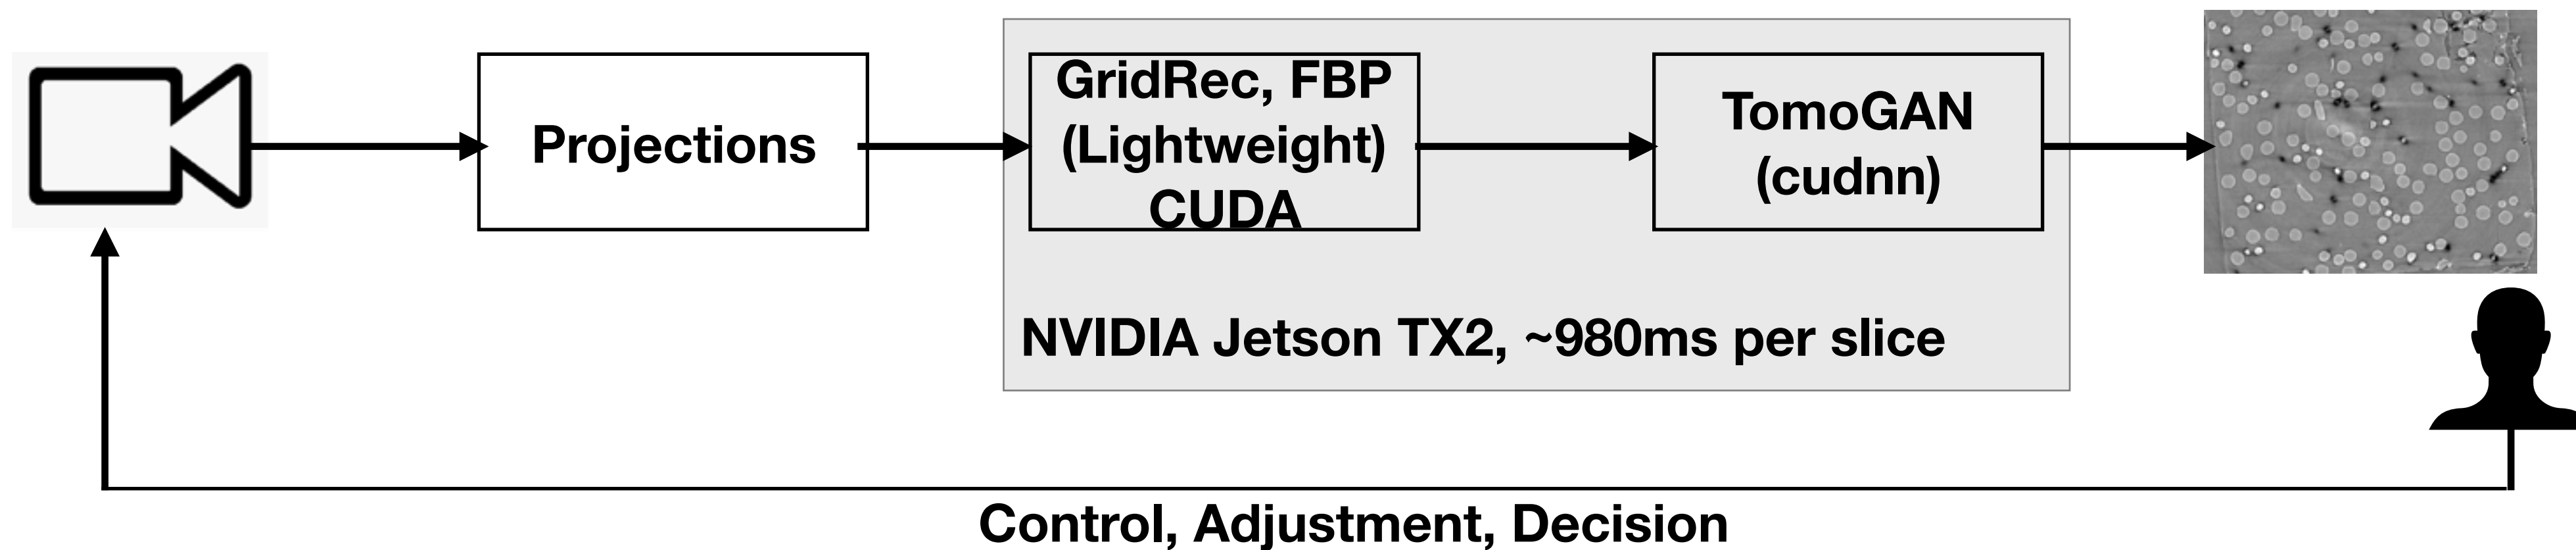 Projections
GridRec, FBP
(Lightweight)
CUDA
TomoGAN
(cudnn)
NVIDIA Jetson TX2, ~980ms per slice
Control, Adjustment, Decision